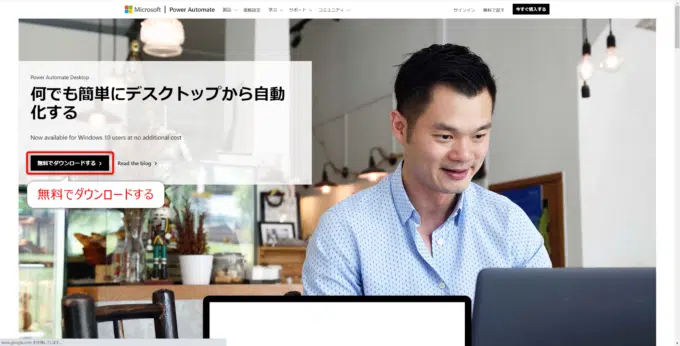 Microsoft | Power Automate 製品 価格設定 学ぶ サポート コミュニティ サインイン 無料で試す 今すぐ購入する
Power Automate Desktop
何でも簡単にデスクトップから自動
化する
Now available for Windows 10 users at no additional cost
無料でダウンロードする > Read the blog >
無料でダウンロードする